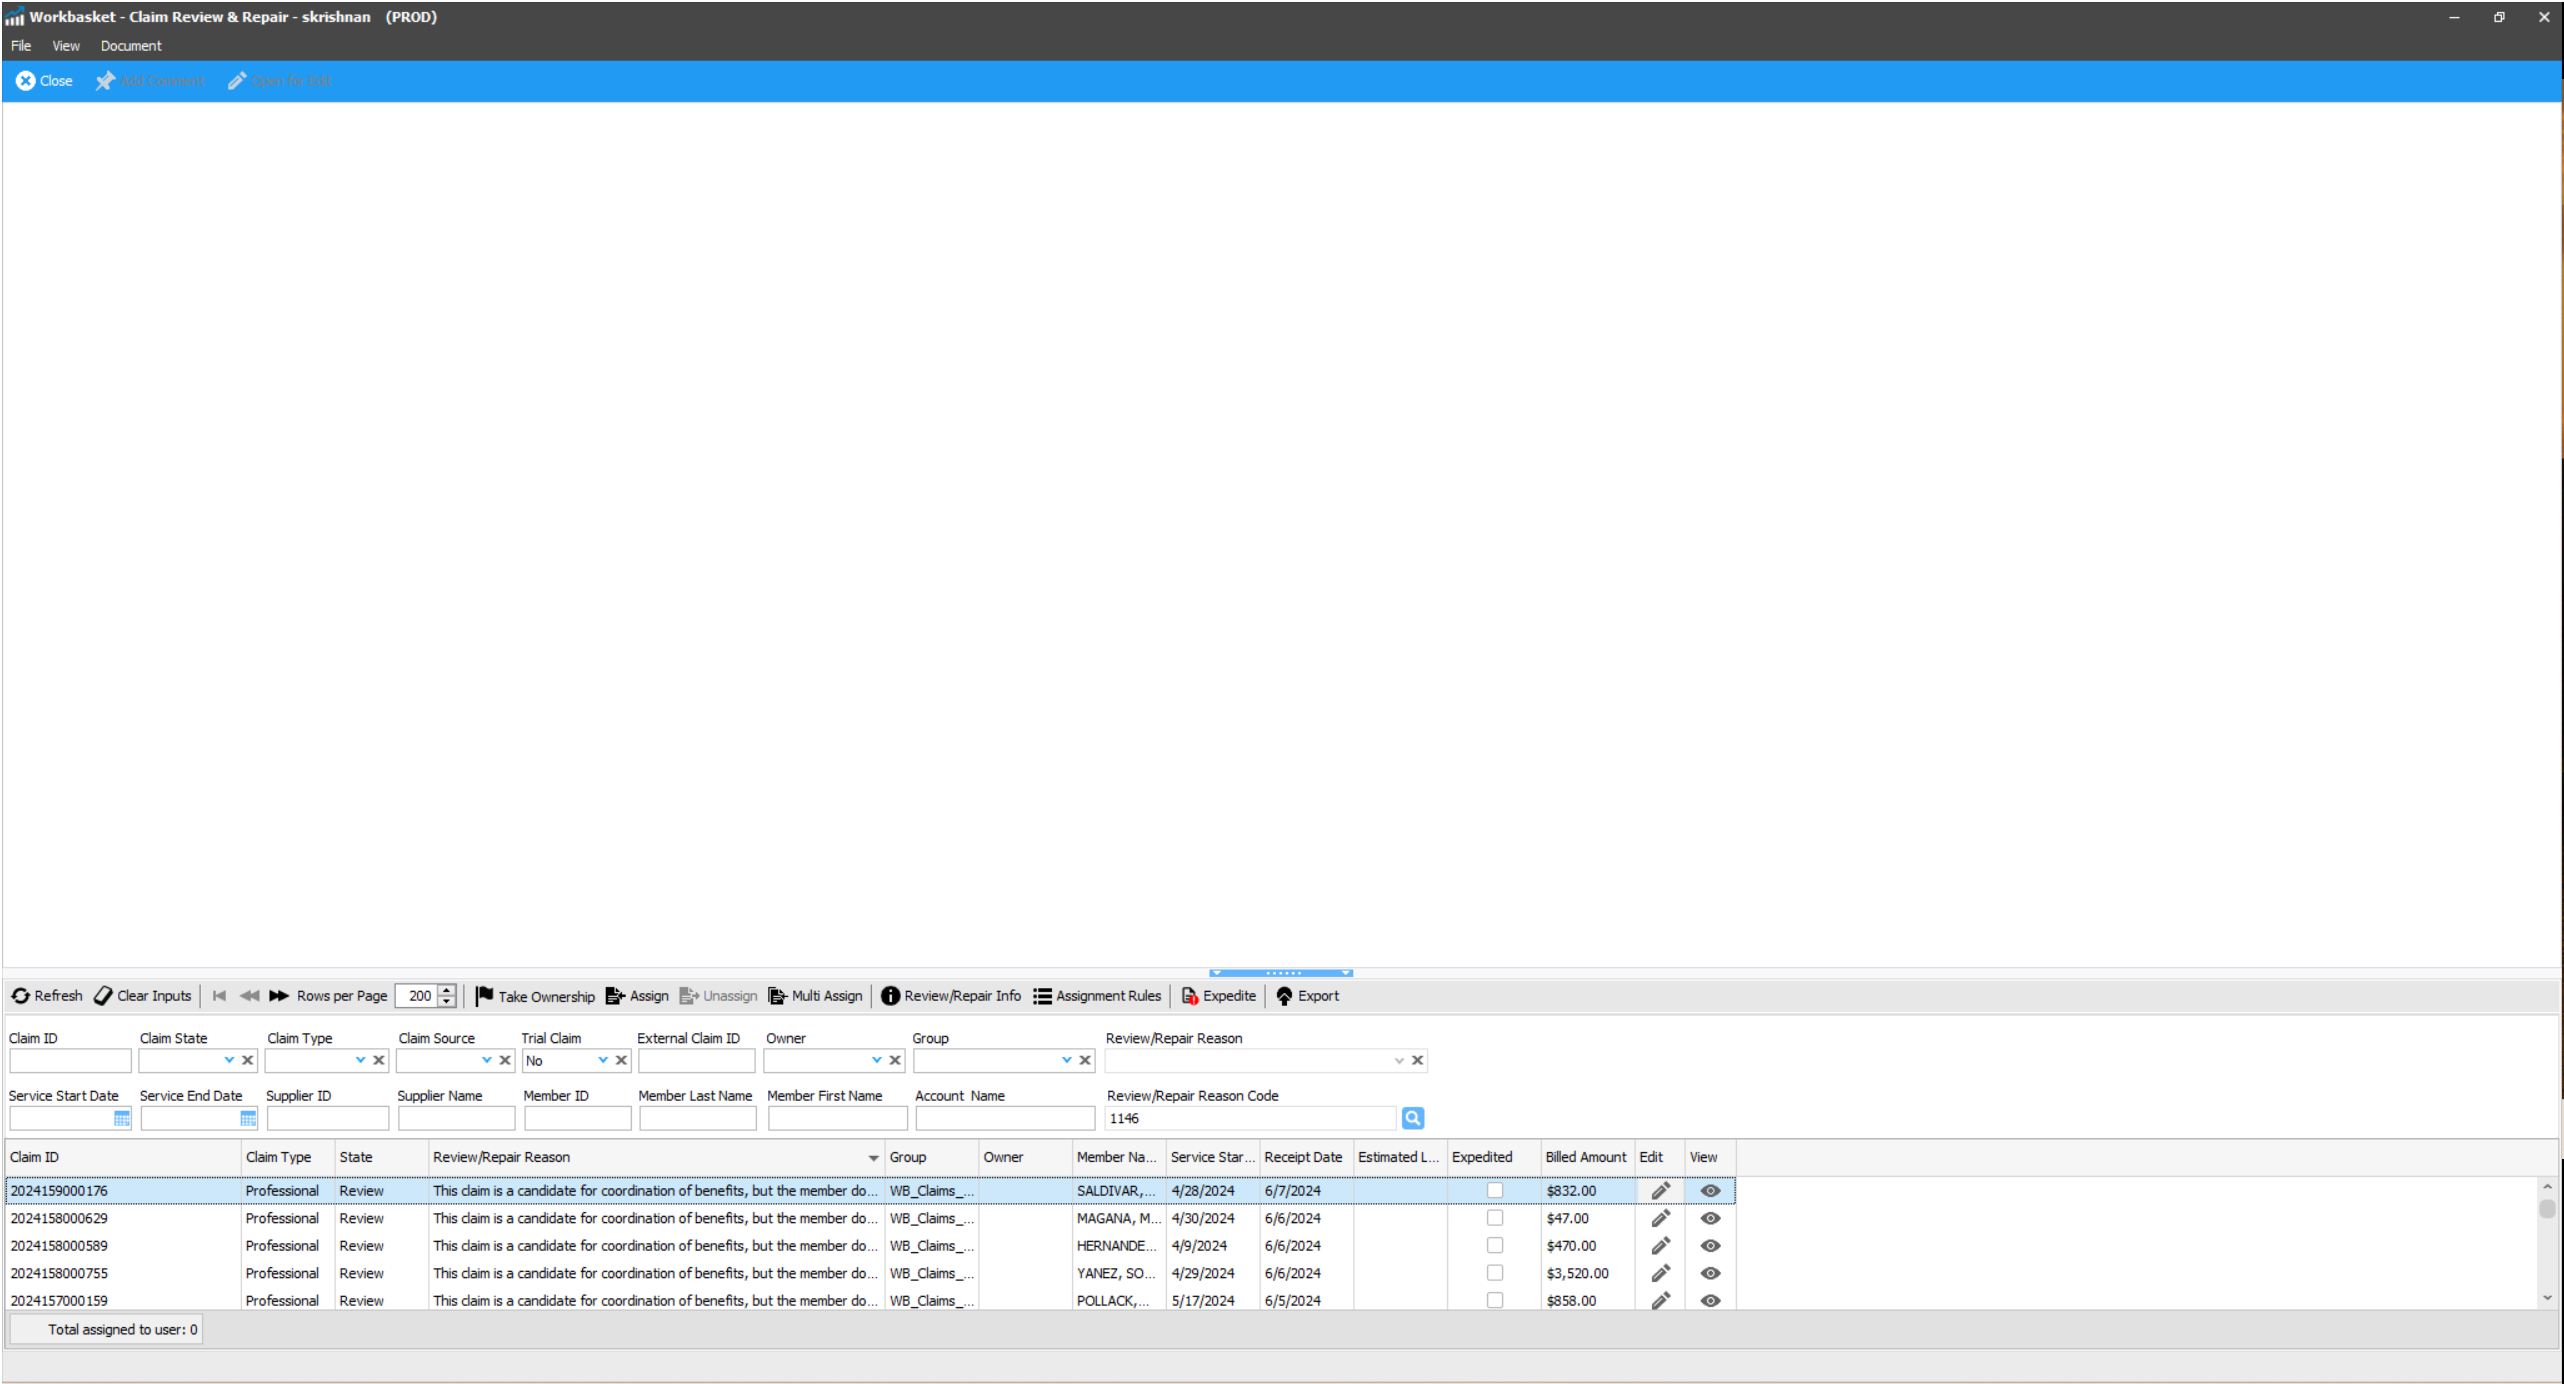 Workbasket - Claim Review & Repair - skrishnan (PROD)
File View Document
Close Add Comment Open for Edit
Refresh Clear Inputs Rows per Page 200 Take Ownership Assign Unassign Multi Assign Review/Repair Info Assignment Rules Expedite Export
Claim ID Claim State Claim Type Claim Source Trial Claim External Claim ID Owner Group Review/Repair Reason
No
Service Start Date Service End Date Supplier ID Supplier Name Member ID Member Last Name Member First Name Account Name Review/Repair Reason Code
1146
Claim ID Claim Type State Review/Repair Reason Group Owner Member Na... Service Star... Receipt Date Estimated L... Expedited Billed Amount Edit View
2024159000176 Professional Review This claim is a candidate for coordination of benefits, but the member do... WB_Claims_... SALDIVAR,... 4/28/2024 6/7/2024 $832.00
2024158000629 Professional Review This claim is a candidate for coordination of benefits, but the member do... WB_Claims_... MAGANA, M... 4/30/2024 6/6/2024 $47.00
2024158000589 Professional Review This claim is a candidate for coordination of benefits, but the member do... WB_Claims_... HERNANDE... 4/9/2024 6/6/2024 $470.00
2024158000755 Professional Review This claim is a candidate for coordination of benefits, but the member do... WB_Claims_... YANEZ, SO... 4/29/2024 6/6/2024 $3,520.00
2024157000159 Professional Review This claim is a candidate for coordination of benefits, but the member do... WB_Claims_... POLLACK,... 5/17/2024 6/5/2024 $858.00
Total assigned to user: 0